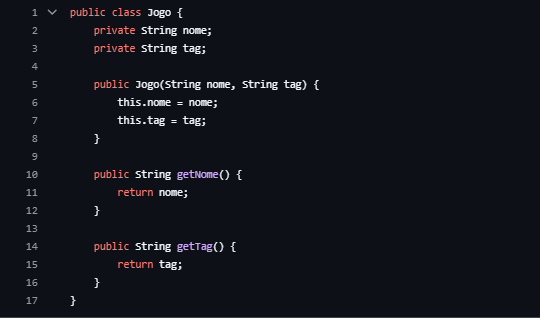 1 public class Jogo {
2     private String nome;
3     private String tag;
4
5     public Jogo(String nome, String tag) {
6         this.nome = nome;
7         this.tag = tag;
8     }
9
10     public String getNome() {
11         return nome;
12     }
13
14     public String getTag() {
15         return tag;
16     }
17 }